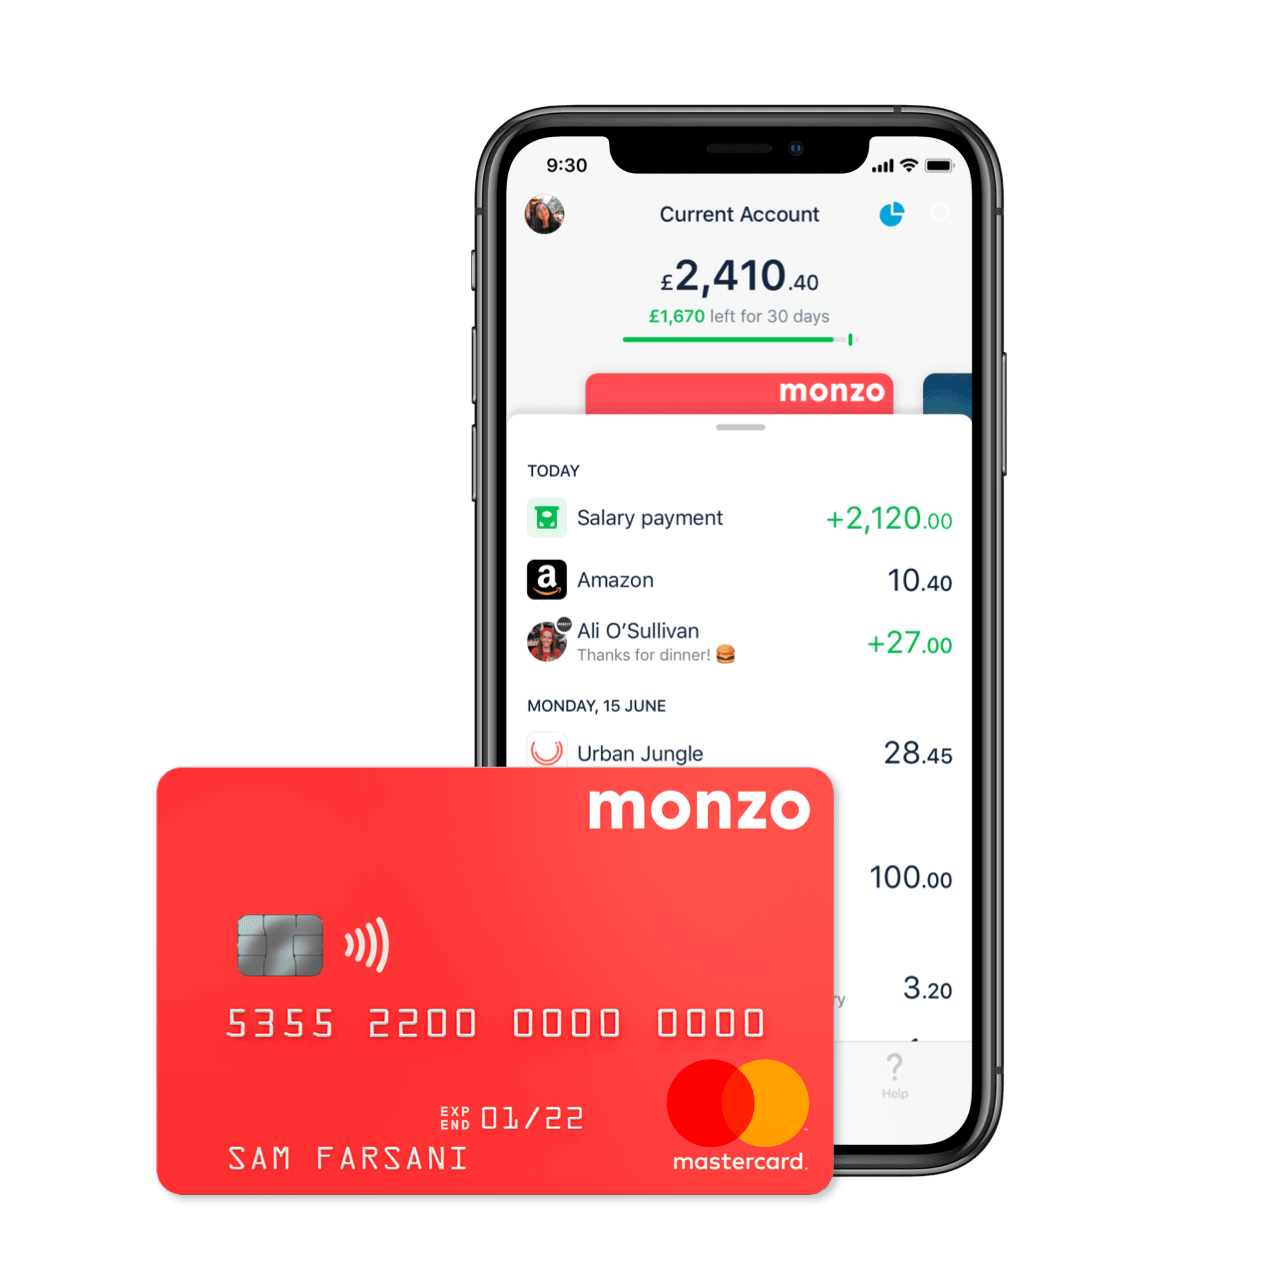 9:30
Current Account
£2,410.40
£1,670 left for 30 days
monzo
TODAY
Salary payment +2,120.00
a Amazon 10.40
Ali O’Sullivan +27.00
Thanks for dinner!
MONDAY, 15 JUNE
Urban Jungle 28.45
100.00
3.20
Help
monzo
5355 2200 0000 0000
EXP END 01/22
SAM FARSANI
mastercard